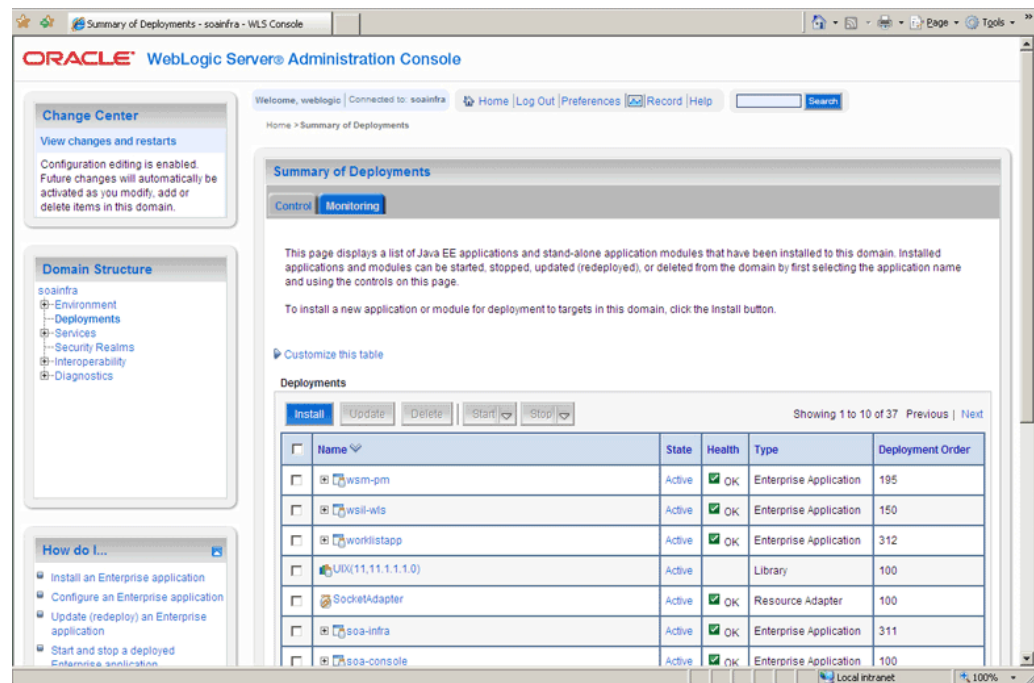 Summary of Deployments - soainfra - WLS Console
Page
Tools
»
ORACLE® WebLogic Server® Administration Console
Change Center
View changes and restarts
Configuration editing is enabled.
Future changes will automatically be
activated as you modify, add or
delete items in this domain.
Domain Structure
soainfra
Environment
Deployments
Services
Security Realms
Interoperability
Diagnostics
How do I...
Install an Enterprise application
Configure an Enterprise application
Update (redeploy) an Enterprise
application
Start and stop a deployed
Enterprise application
Welcome, weblogic | Connected to: soainfra
Home | Log Out | Preferences | Record | Help
Search
Home > Summary of Deployments
Summary of Deployments
Control Monitoring
This page displays a list of Java EE applications and stand-alone application modules that have been installed to this domain. Installed
applications and modules can be started, stopped, updated (redeployed), or deleted from the domain by first selecting the application name
and using the controls on this page.
To install a new application or module for deployment to targets in this domain, click the Install button.
Customize this table
Deployments
Install Update Delete Start Stop Showing 1 to 10 of 37 Previous | Next
Name State Health Type Deployment Order
wsm-pm Active OK Enterprise Application 195
wsil-wls Active OK Enterprise Application 150
worklistapp Active OK Enterprise Application 312
UIX(11,11.1.1.1.0) Active Library 100
SocketAdapter Active OK Resource Adapter 100
soa-infra Active OK Enterprise Application 311
soa-console Active OK Enterprise Application 100
Local intranet 100%